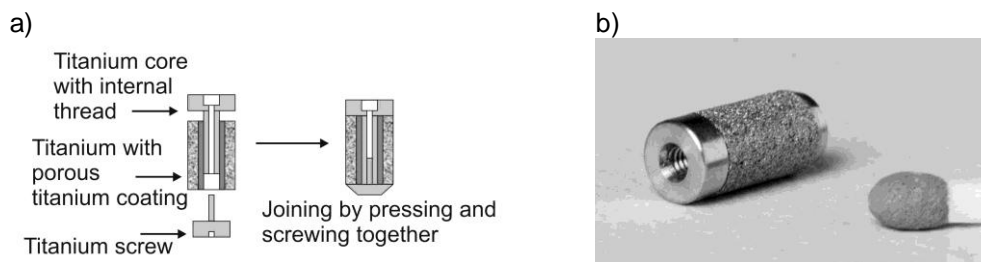 a)
Titanium core
with internal
thread
Titanium with
porous
titanium coating
Titanium screw
Joining by pressing and
screwing together
b)